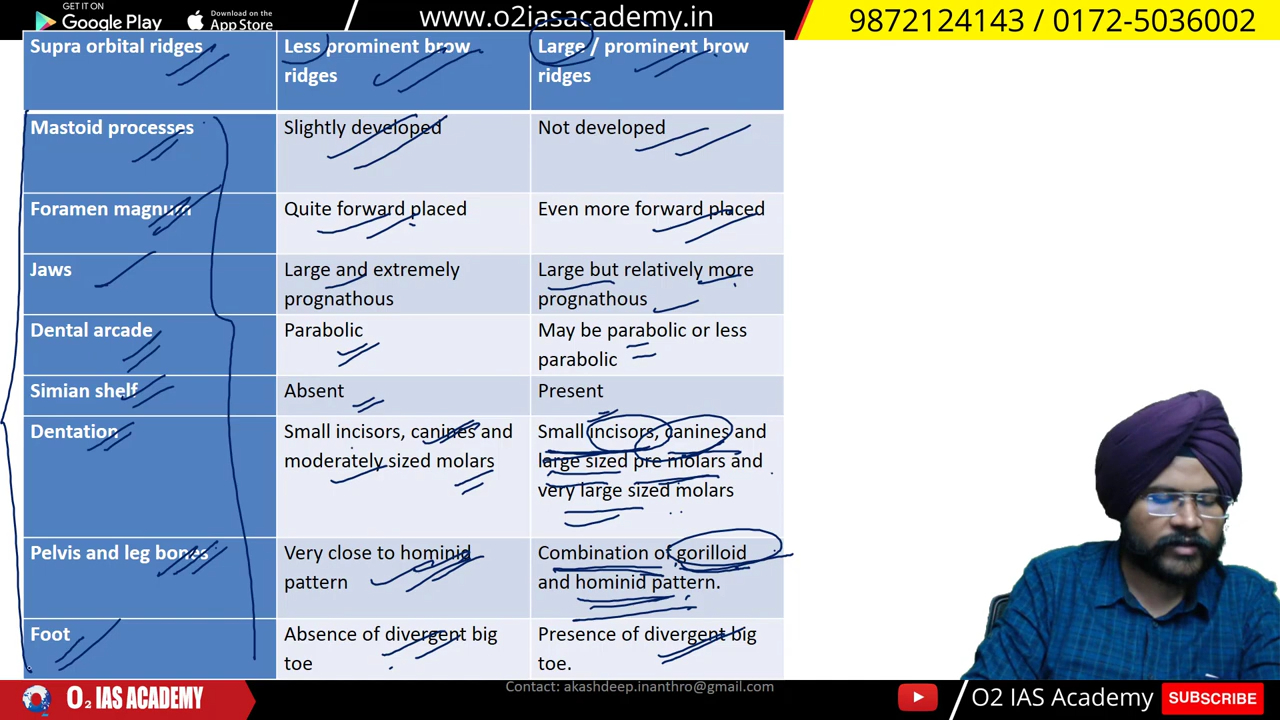 GET IT ON
Google Play
Download on the
App Store
www.o2iasacademy.in
9872124143 / 0172-5036002
Supra orbital ridges
Less prominent brow
ridges
Large / prominent brow
ridges
Mastoid processes
Slightly developed
Not developed
Foramen magnum
Quite forward placed
Even more forward placed
Jaws
Large and extremely
prognathous
Large but relatively more
prognathous
Dental arcade
Parabolic
May be parabolic or less
parabolic
Simian shelf
Absent
Present
Dentation
Small incisors, canines and
moderately sized molars
Small incisors, canines and
large sized pre molars and
very large sized molars
Pelvis and leg bones
Very close to hominid
pattern
Combination of gorilloid
and hominid pattern.
Foot
Absence of divergent big
toe
Presence of divergent big
toe.
O2 IAS ACADEMY
Contact: akashdeep.inanthro@gmail.com
O2 IAS Academy
SUBSCRIBE